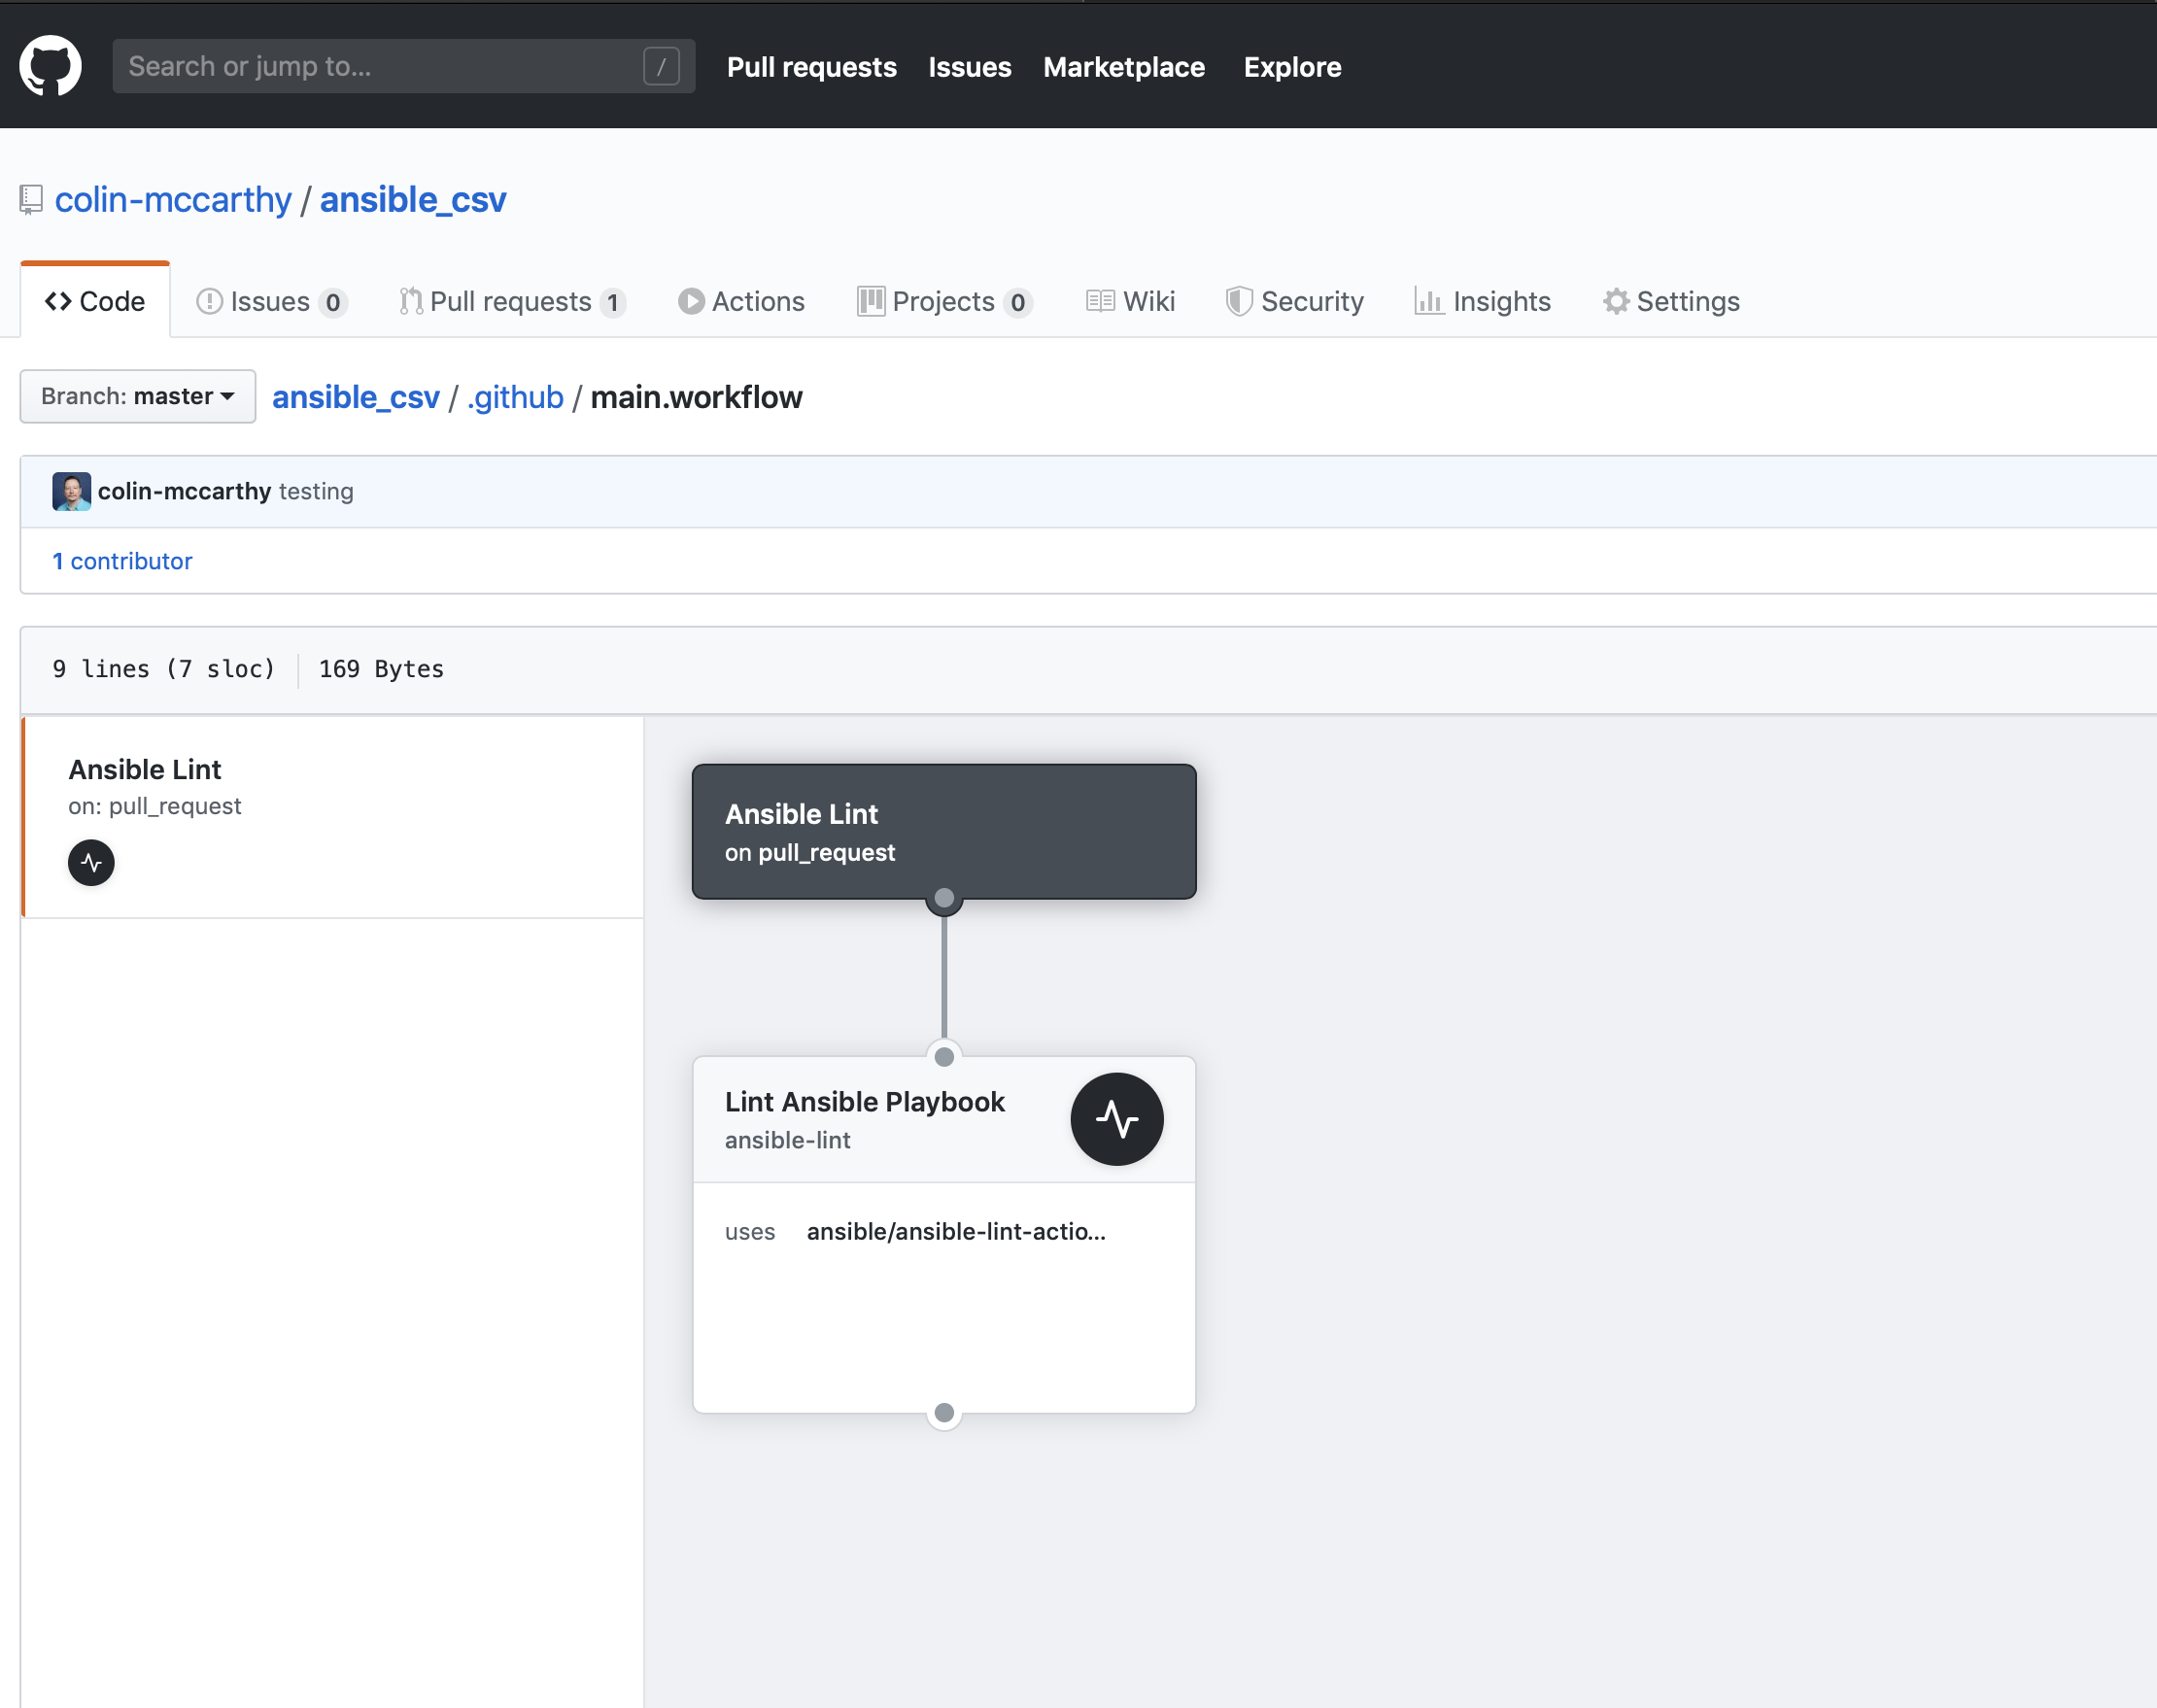 Search or jump to... /
Pull requests Issues Marketplace Explore
colin-mccarthy / ansible_csv
Code Issues 0 Pull requests 1 Actions Projects 0 Wiki Security Insights Settings
Branch: master ansible_csv / .github / main.workflow
colin-mccarthy testing
1 contributor
9 lines (7 sloc) 169 Bytes
Ansible Lint
on: pull_request
Ansible Lint
on pull_request
Lint Ansible Playbook
ansible-lint
uses ansible/ansible-lint-actio...